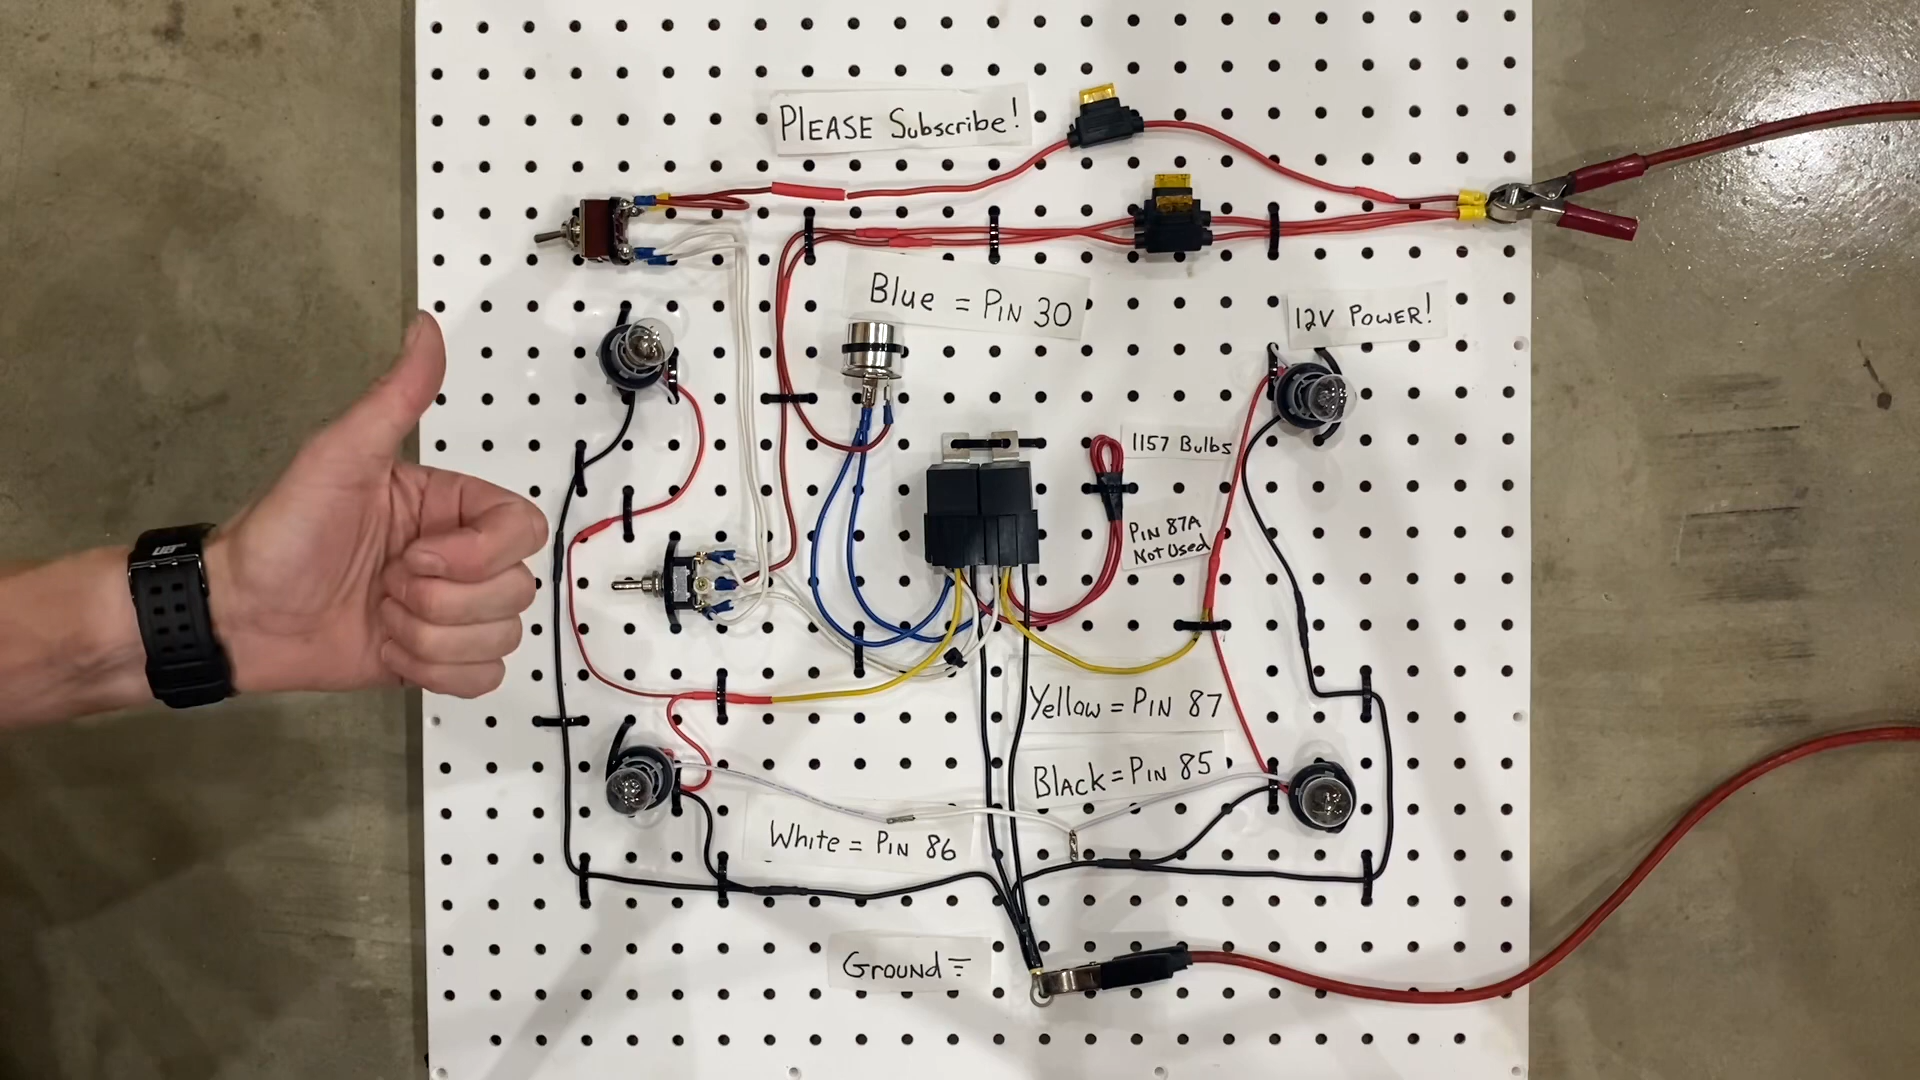 PLEASE Subscribe!
Blue = PIN 30
12V POWER!
1157 Bulbs
PIN 87A
Not Used
Yellow = PIN 87
Black = PIN 85
White = PIN 86
GROUND